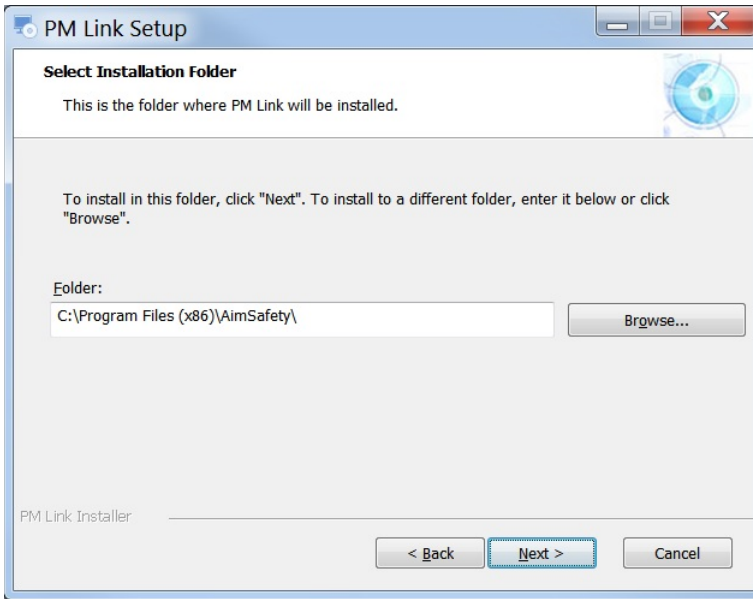 PM Link Setup
Select Installation Folder
This is the folder where PM Link will be installed.
To install in this folder, click "Next". To install to a different folder, enter it below or click
"Browse".
Folder:
C:\Program Files (x86)\AimSafety\
Browse...
PM Link Installer
< Back
Next >
Cancel